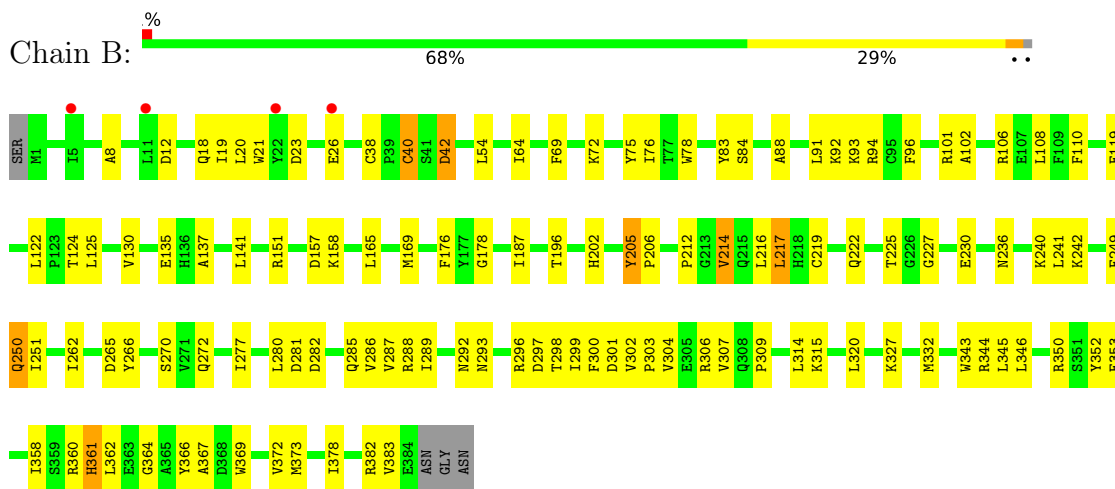 %
Chain B:
68% 29% • •
SER M1 I5 A8 L11 D12 Q18 I19 L20 W21 Y22 D23 E26 C38 P39 C40 S41 D42 L54 I64 F69 K72 Y75 I76 T77 W78 Y83 S84 A88 L91 K92 K93 R94 C95 F96 R101 A102 R106 E107 L108 F109 F110
L122 P123 T124 L125 V130 E135 H136 A137 L141 R151 D157 K158 L165 M169 F176 Y177 G178 I187 T196 H202 Y205 P206 P212 G213 V214 Q215 L216 L217 H218 C219 Q222 T225 G226 G227 E230 N236 K240 L241 K242
Q250 I251 I262 D265 Y266 S270 V271 Q272 I277 L280 D281 D282 Q285 V286 V287 R288 I289 N292 N293 R296 D297 T298 I299 F300 D301 V302 P303 V304 E305 R306 V307 Q308 P309 L314 K315 L320 K327 M332 W343 R344 L345 L346 R350 S351 Y352
I358 S359 R360 H361 L362 E363 G364 A365 Y366 A367 D368 W369 V372 M373 I378 R382 V383 E384 ASN GLY ASN